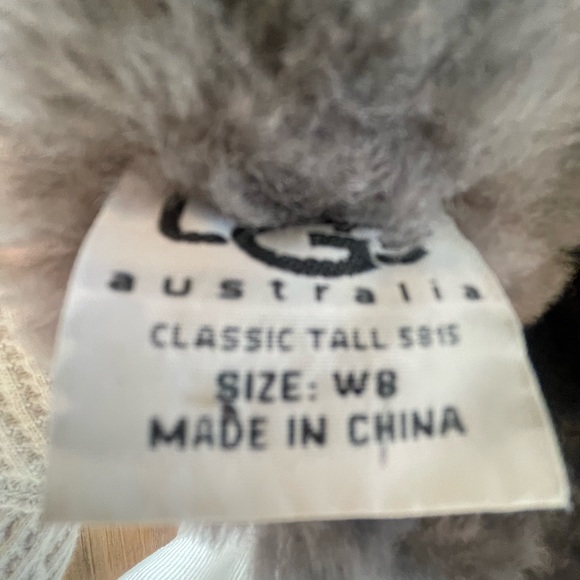 UGG
australia
CLASSIC TALL 5815
SIZE: W8
MADE IN CHINA